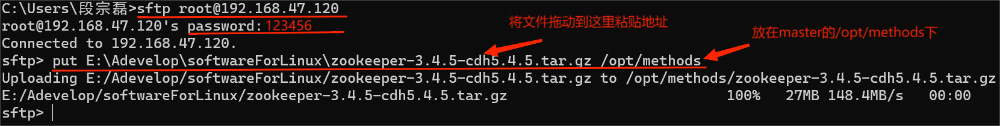 C:\Users\段宗磊>sftp root@192.168.47.120
root@192.168.47.120's password: 123456
将文件拖动到这里粘贴地址
放在master的/opt/methods下
Connected to 192.168.47.120.
sftp> put E:\Adevelop\softwareForLinux\zookeeper-3.4.5-cdh5.4.5.tar.gz /opt/methods
Uploading E:/Adevelop/softwareForLinux/zookeeper-3.4.5-cdh5.4.5.tar.gz to /opt/methods/zookeeper-3.4.5-cdh5.4.5.tar.gz
E:/Adevelop/softwareForLinux/zookeeper-3.4.5-cdh5.4.5.tar.gz 100% 27MB 148.4MB/s 00:00
sftp>